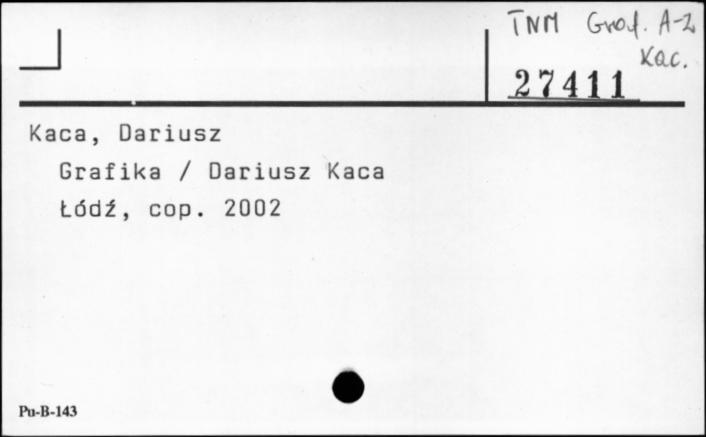 TNM Graf. A-Z
Kac.
27411
Kaca, Dariusz
Grafika / Dariusz Kaca
Łódź, cop. 2002
Pu-B-143